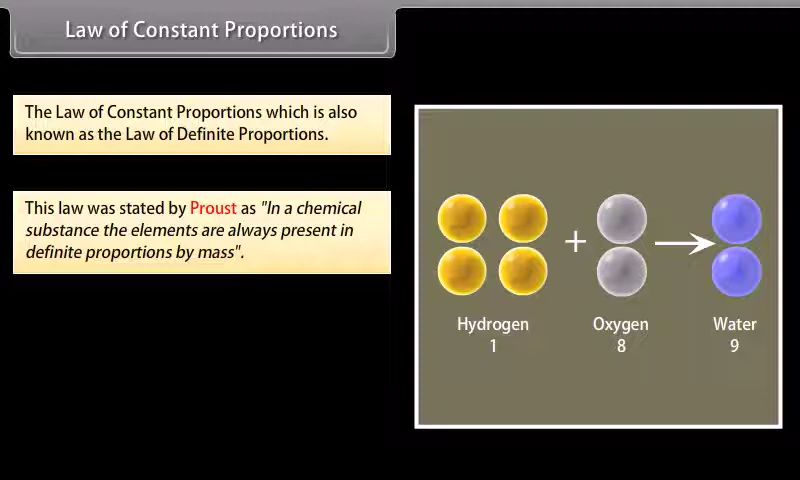 Law of Constant Proportions
The Law of Constant Proportions which is also
known as the Law of Definite Proportions.
This law was stated by Proust as "In a chemical
substance the elements are always present in
definite proportions by mass".
+
Hydrogen Oxygen Water
1 8 9